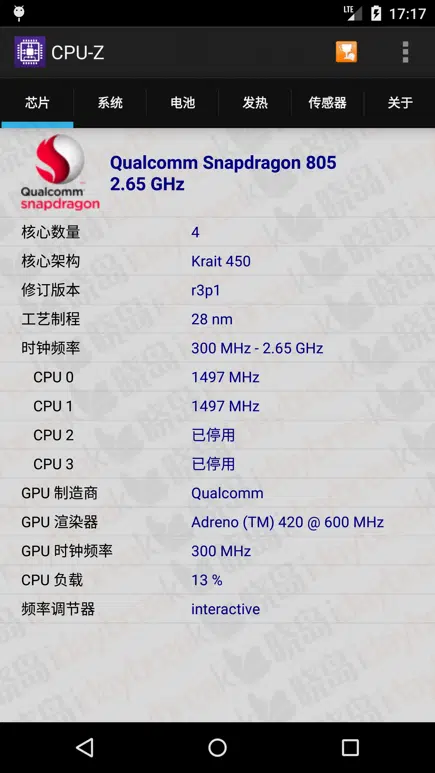 LTE 17:17
CPU-Z
芯片 系统 电池 发热 传感器 关于
Qualcomm
snapdragon
Qualcomm Snapdragon 805
2.65 GHz
核心数量 4
核心架构 Krait 450
修订版本 r3p1
工艺制程 28 nm
时钟频率 300 MHz - 2.65 GHz
CPU 0 1497 MHz
CPU 1 1497 MHz
CPU 2 已停用
CPU 3 已停用
GPU 制造商 Qualcomm
GPU 渲染器 Adreno (TM) 420 @ 600 MHz
GPU 时钟频率 300 MHz
CPU 负载 13 %
频率调节器 interactive